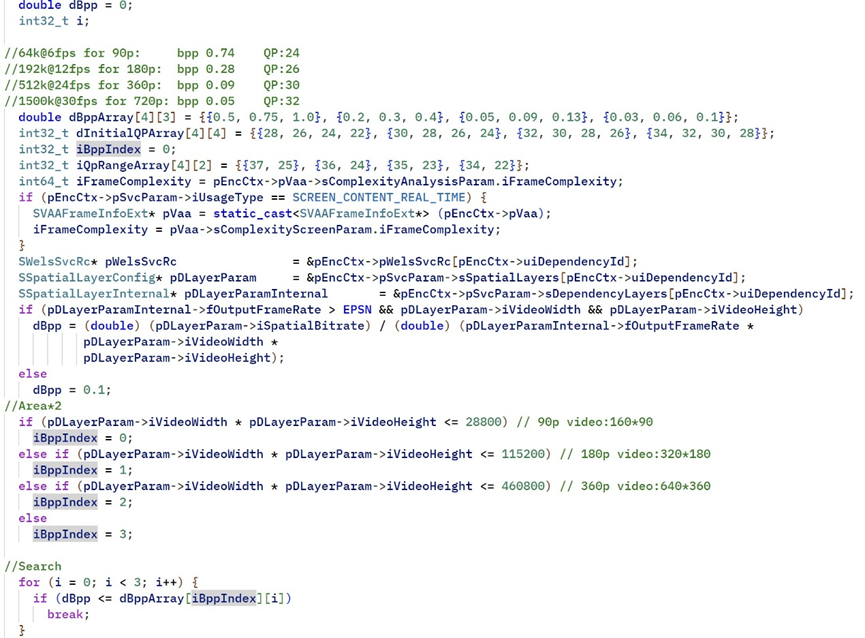 double dBpp = 0;
int32_t i;
//64k@6fps for 90p:     bpp 0.74    QP:24
//192k@12fps for 180p:  bpp 0.28    QP:26
//512k@24fps for 360p:  bpp 0.09    QP:30
//1500k@30fps for 720p: bpp 0.05    QP:32
double dBppArray[4][3] = {{0.5, 0.75, 1.0}, {0.2, 0.3, 0.4}, {0.05, 0.09, 0.13}, {0.03, 0.06, 0.1}};
int32_t dInitialQPArray[4][4] = {{28, 26, 24, 22}, {30, 28, 26, 24}, {32, 30, 28, 26}, {34, 32, 30, 28}};
int32_t iBppIndex = 0;
int32_t iQpRangeArray[4][2] = {{37, 25}, {36, 24}, {35, 23}, {34, 22}};
int64_t iFrameComplexity = pEncCtx->pVaa->sComplexityAnalysisParam.iFrameComplexity;
if (pEncCtx->pSvcParam->iUsageType == SCREEN_CONTENT_REAL_TIME) {
SVAAFrameInfoExt* pVaa = static_cast<SVAAFrameInfoExt*> (pEncCtx->pVaa);
iFrameComplexity = pVaa->sComplexityScreenParam.iFrameComplexity;
}
SWelsSvcRc* pWelsSvcRc                = &pEncCtx->pWelsSvcRc[pEncCtx->uiDependencyId];
SSpatialLayerConfig* pDLayerParam     = &pEncCtx->pSvcParam->sSpatialLayers[pEncCtx->uiDependencyId];
SSpatialLayerInternal* pDLayerParamInternal       = &pEncCtx->pSvcParam->sDependencyLayers[pEncCtx->uiDependencyId];
if (pDLayerParamInternal->fOutputFrameRate > EPSN && pDLayerParam->iVideoWidth && pDLayerParam->iVideoHeight)
dBpp = (double) (pDLayerParam->iSpatialBitrate) / (double) (pDLayerParamInternal->fOutputFrameRate *
pDLayerParam->iVideoWidth *
pDLayerParam->iVideoHeight);
else
dBpp = 0.1;
//Area*2
if (pDLayerParam->iVideoWidth * pDLayerParam->iVideoHeight <= 28800) // 90p video:160*90
iBppIndex = 0;
else if (pDLayerParam->iVideoWidth * pDLayerParam->iVideoHeight <= 115200) // 180p video:320*180
iBppIndex = 1;
else if (pDLayerParam->iVideoWidth * pDLayerParam->iVideoHeight <= 460800) // 360p video:640*360
iBppIndex = 2;
else
iBppIndex = 3;
//Search
for (i = 0; i < 3; i++) {
if (dBpp <= dBppArray[iBppIndex][i])
break;
}